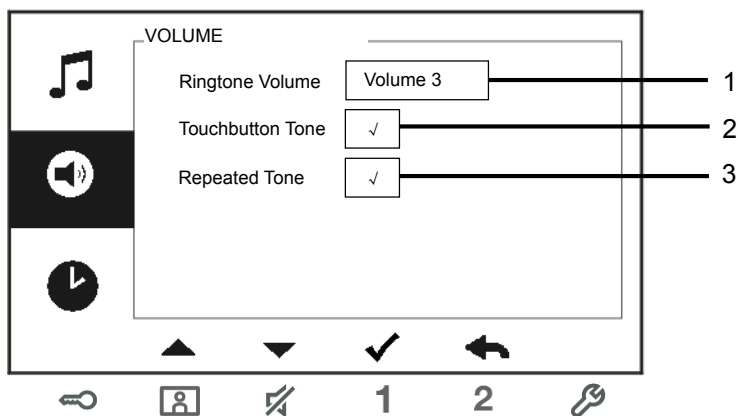 VOLUME
Ringtone Volume Volume 3 1
Touchbutton Tone √ 2
Repeated Tone √ 3
1 2